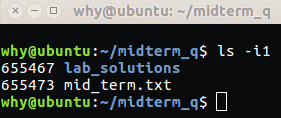 why@ubuntu: ~/midterm_q
why@ubuntu:~/midterm_q$ ls -i1
655467 lab_solutions
655473 mid_term.txt
why@ubuntu:~/midterm_q$